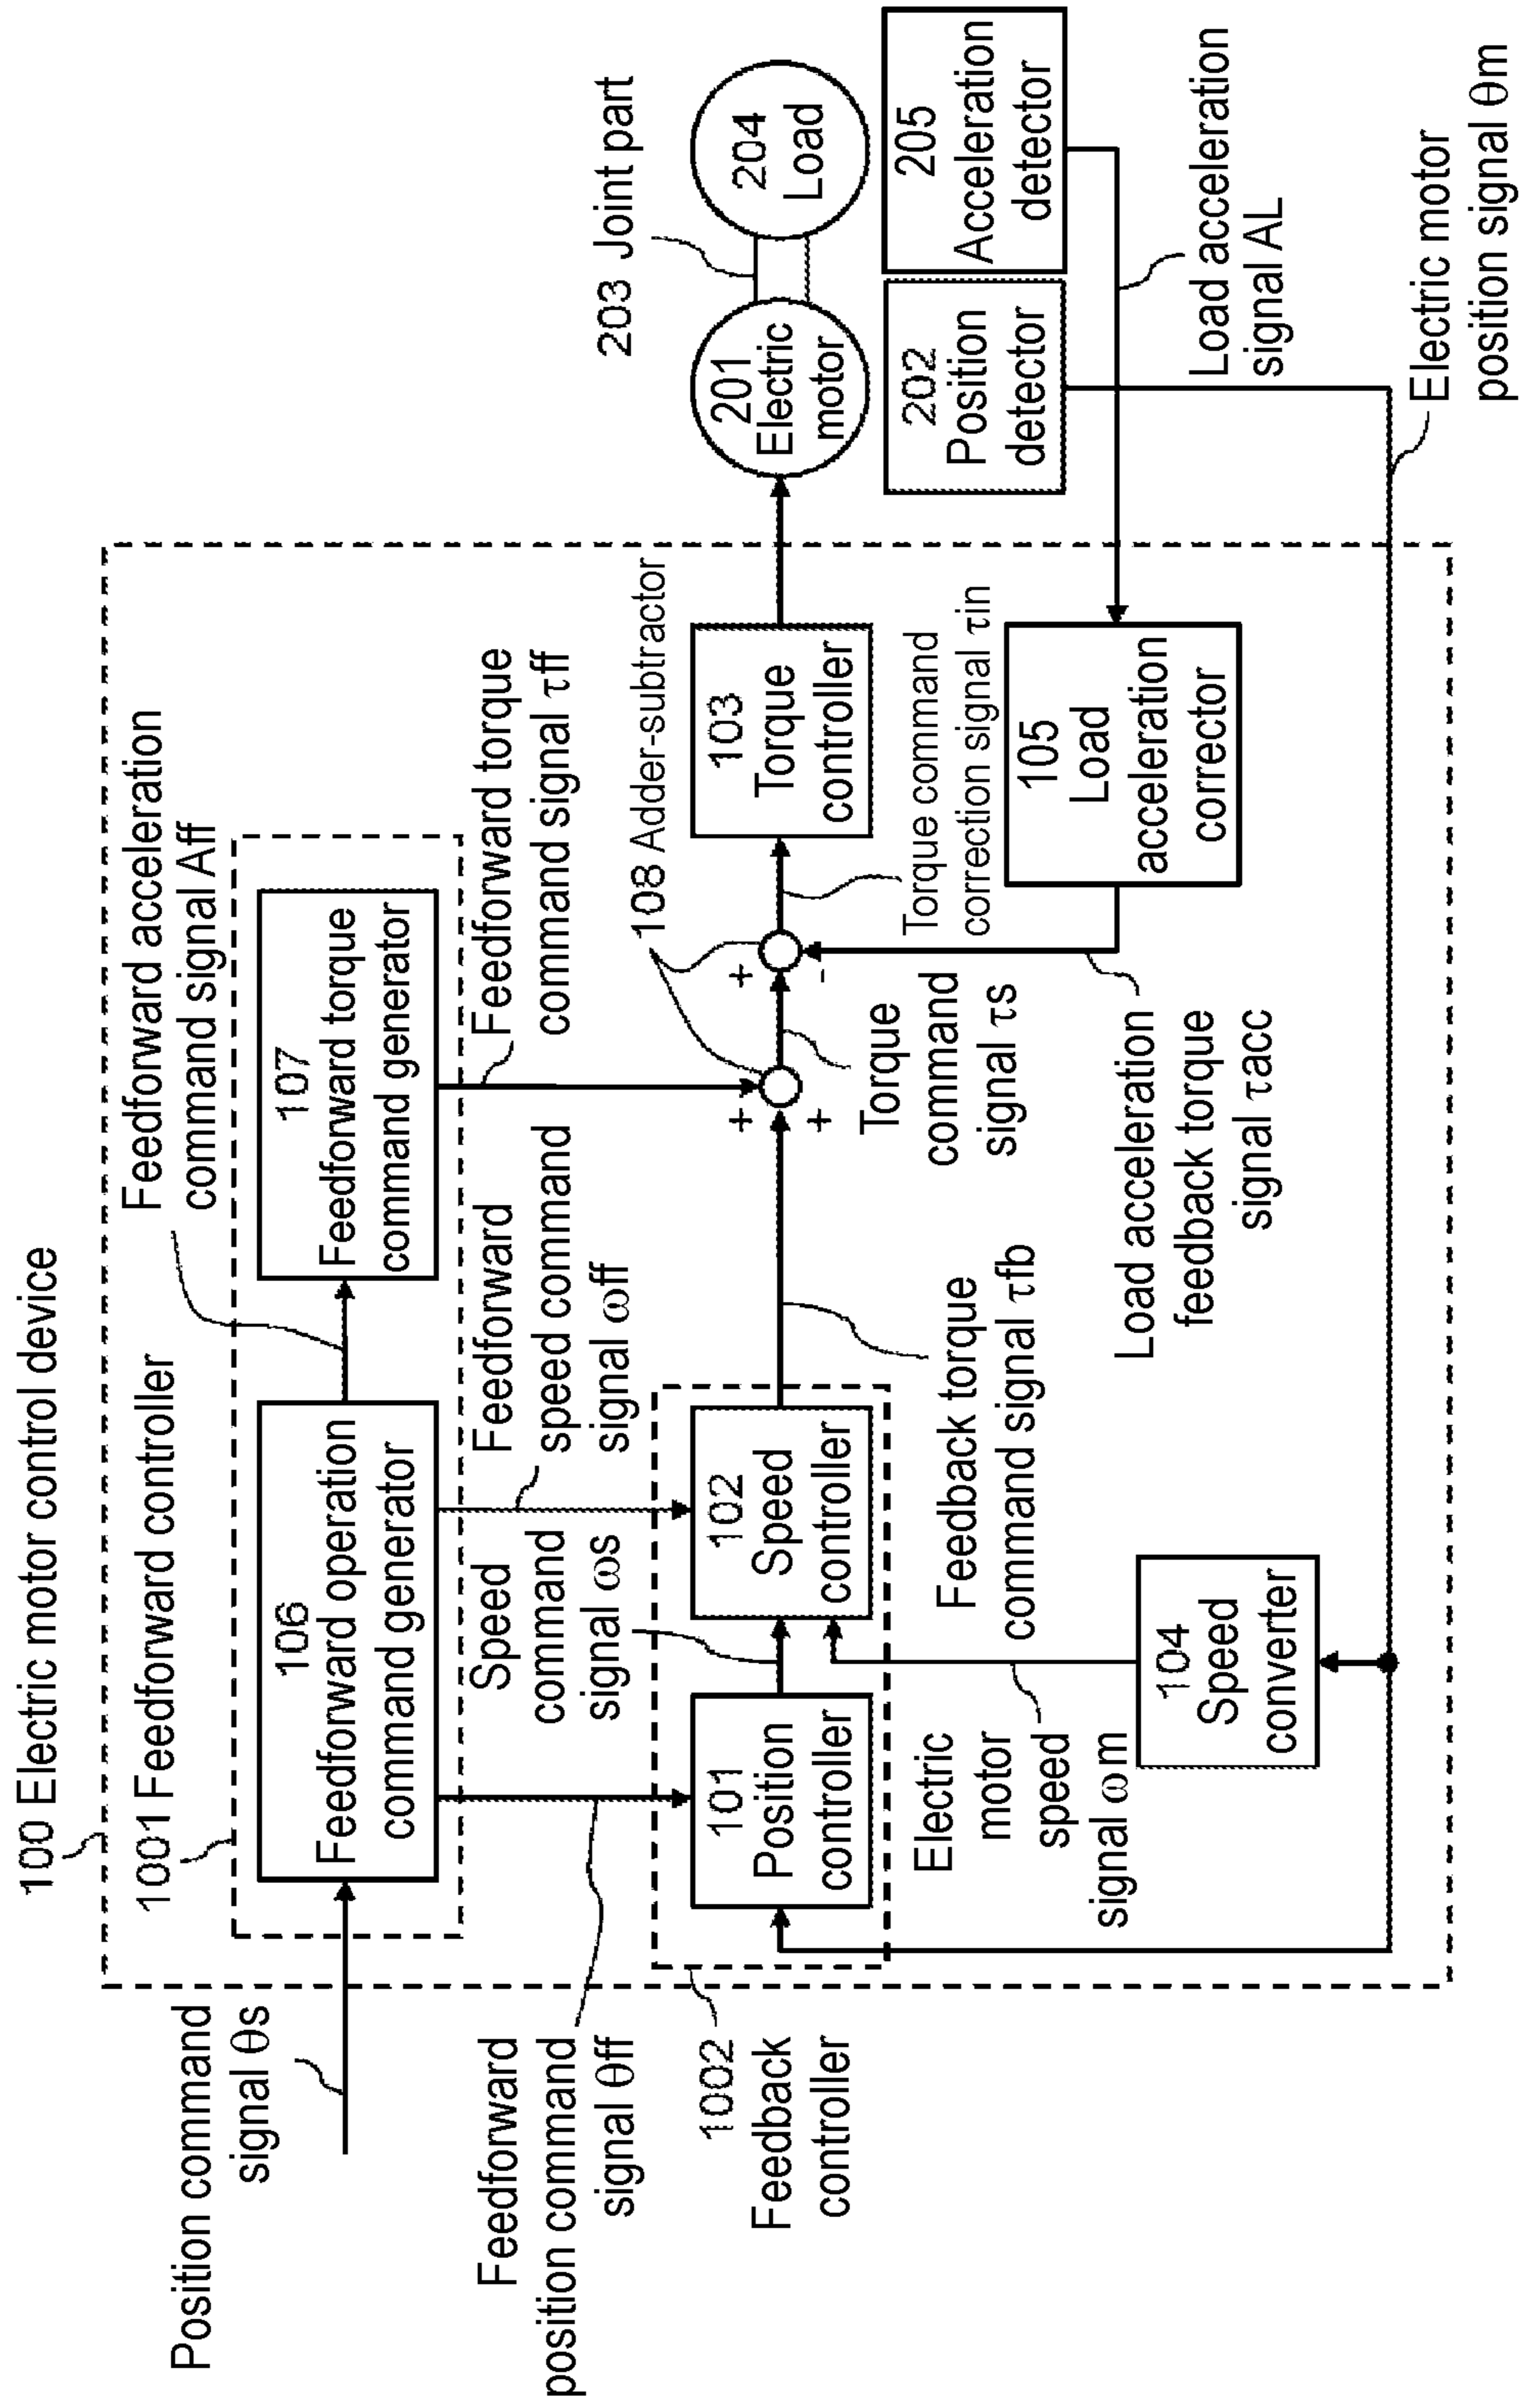 100 Electric motor control device
1001 Feedforward controller
Feedforward acceleration
command signal Aff
Position command
signal θs
106
Feedforward operation
command generator
107
Feedforward torque
command generator
Feedforward
position command
signal θff
Speed
command
signal ωs
Feedforward
speed command
signal ωff
Feedforward torque
command signal τff
108 Adder-subtractor
203 Joint part
1002
Feedback
controller
101
Position
controller
102
Speed
controller
+
+
+
-
103
Torque
controller
201
Electric
motor
204
Load
Torque
command
signal τs
Torque command
correction signal τin
202
Position
detector
205
Acceleration
detector
Electric
motor
speed
signal ωm
Feedback torque
command signal τfb
105
Load
acceleration
corrector
Load acceleration
feedback torque
signal τacc
104
Speed
converter
Load acceleration
signal AL
Electric motor
position signal θm